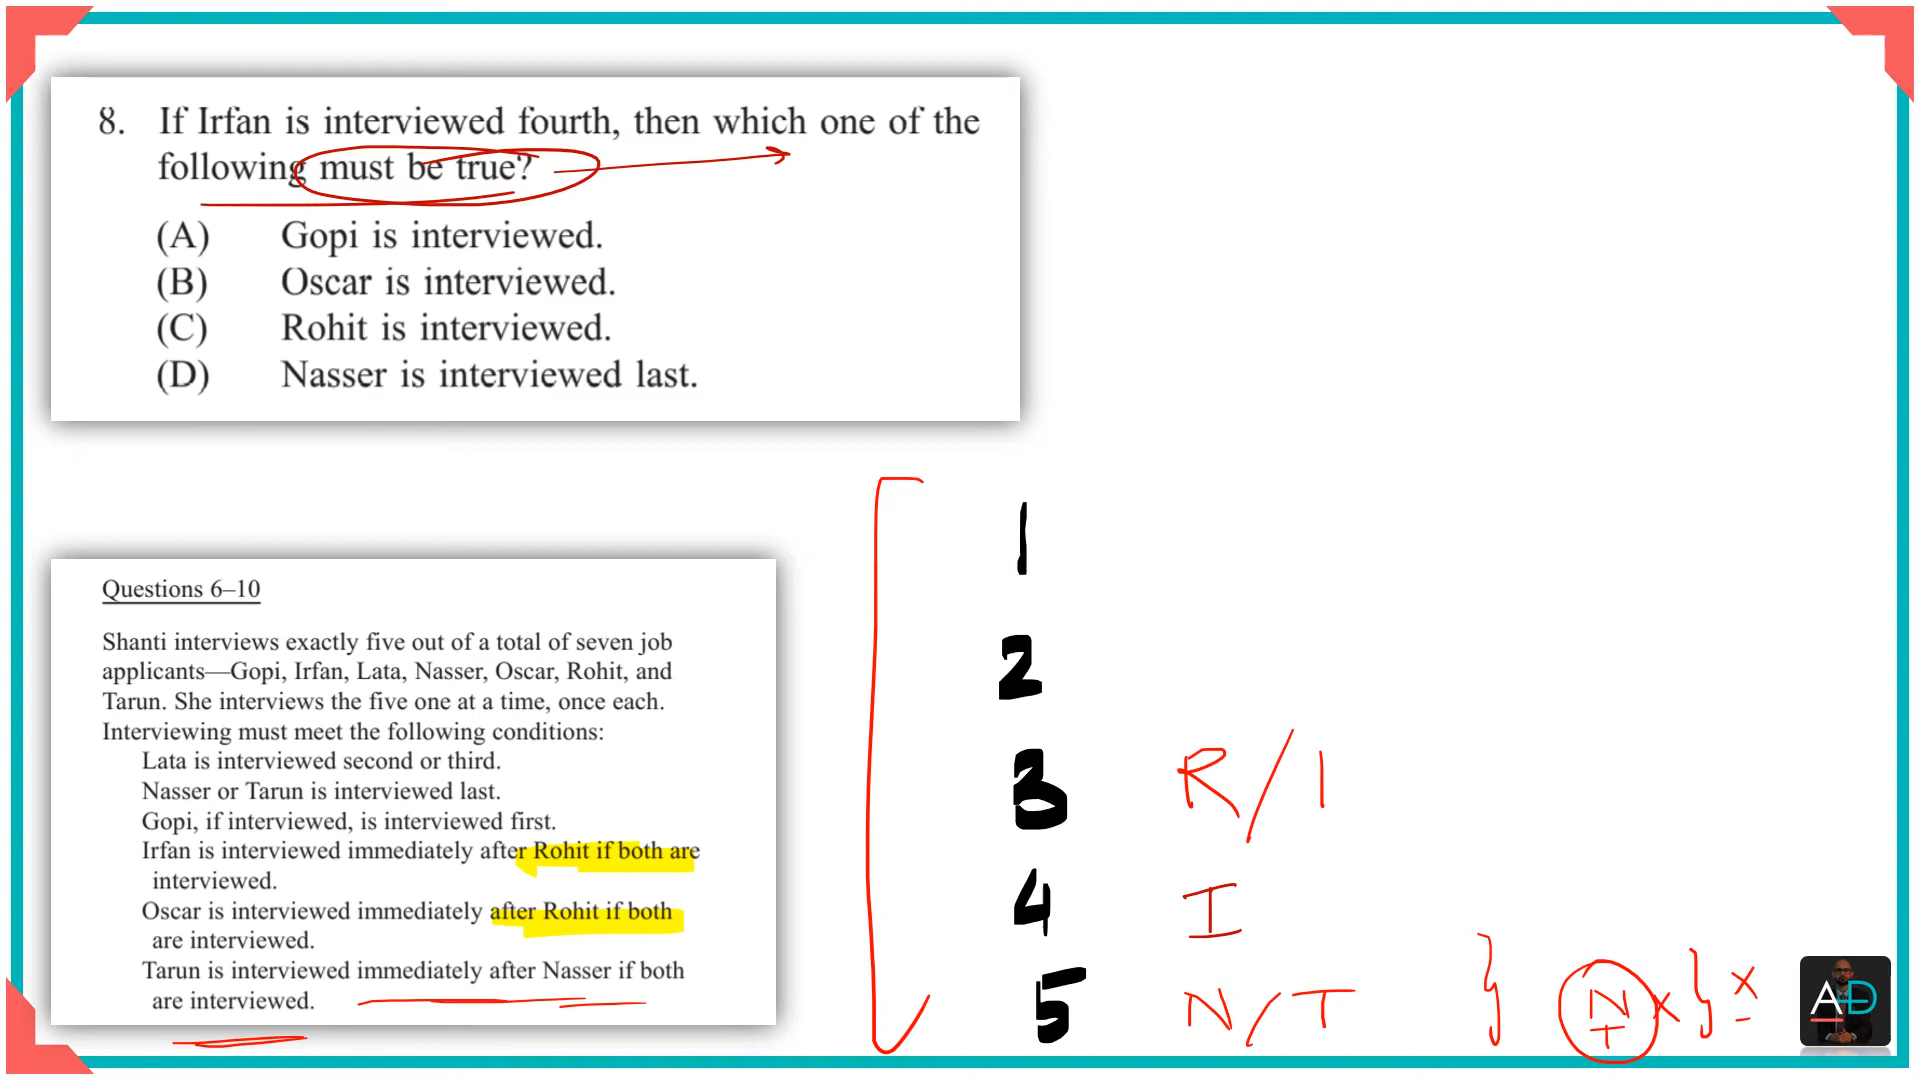 8. If Irfan is interviewed fourth, then which one of the
following must be true?
(A) Gopi is interviewed.
(B) Oscar is interviewed.
(C) Rohit is interviewed.
(D) Nasser is interviewed last.
Questions 6–10
Shanti interviews exactly five out of a total of seven job
applicants—Gopi, Irfan, Lata, Nasser, Oscar, Rohit, and
Tarun. She interviews the five one at a time, once each.
Interviewing must meet the following conditions:
Lata is interviewed second or third.
Nasser or Tarun is interviewed last.
Gopi, if interviewed, is interviewed first.
Irfan is interviewed immediately after Rohit if both are
interviewed.
Oscar is interviewed immediately after Rohit if both
are interviewed.
Tarun is interviewed immediately after Nasser if both
are interviewed.
1
2
3 R/I
4 I
5 N/T } N x } x
T
AD